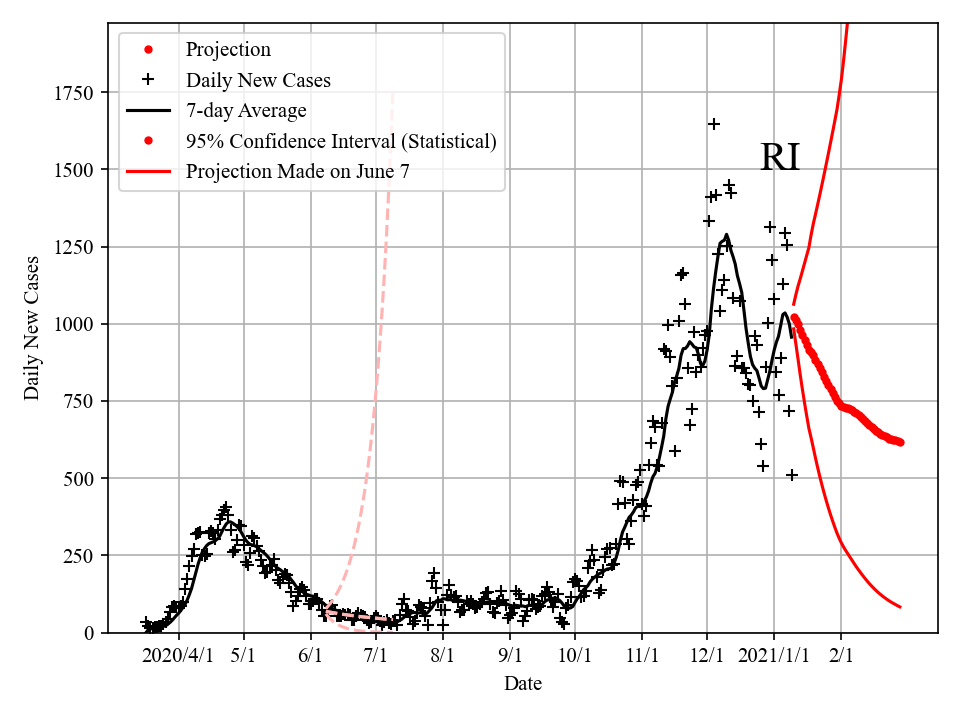 Projection
Daily New Cases
7-day Average
95% Confidence Interval (Statistical)
Projection Made on June 7
RI
1750
1500
1250
1000
750
500
250
0
Daily New Cases
2020/4/1 5/1 6/1 7/1 8/1 9/1 10/1 11/1 12/1 2021/1/1 2/1
Date